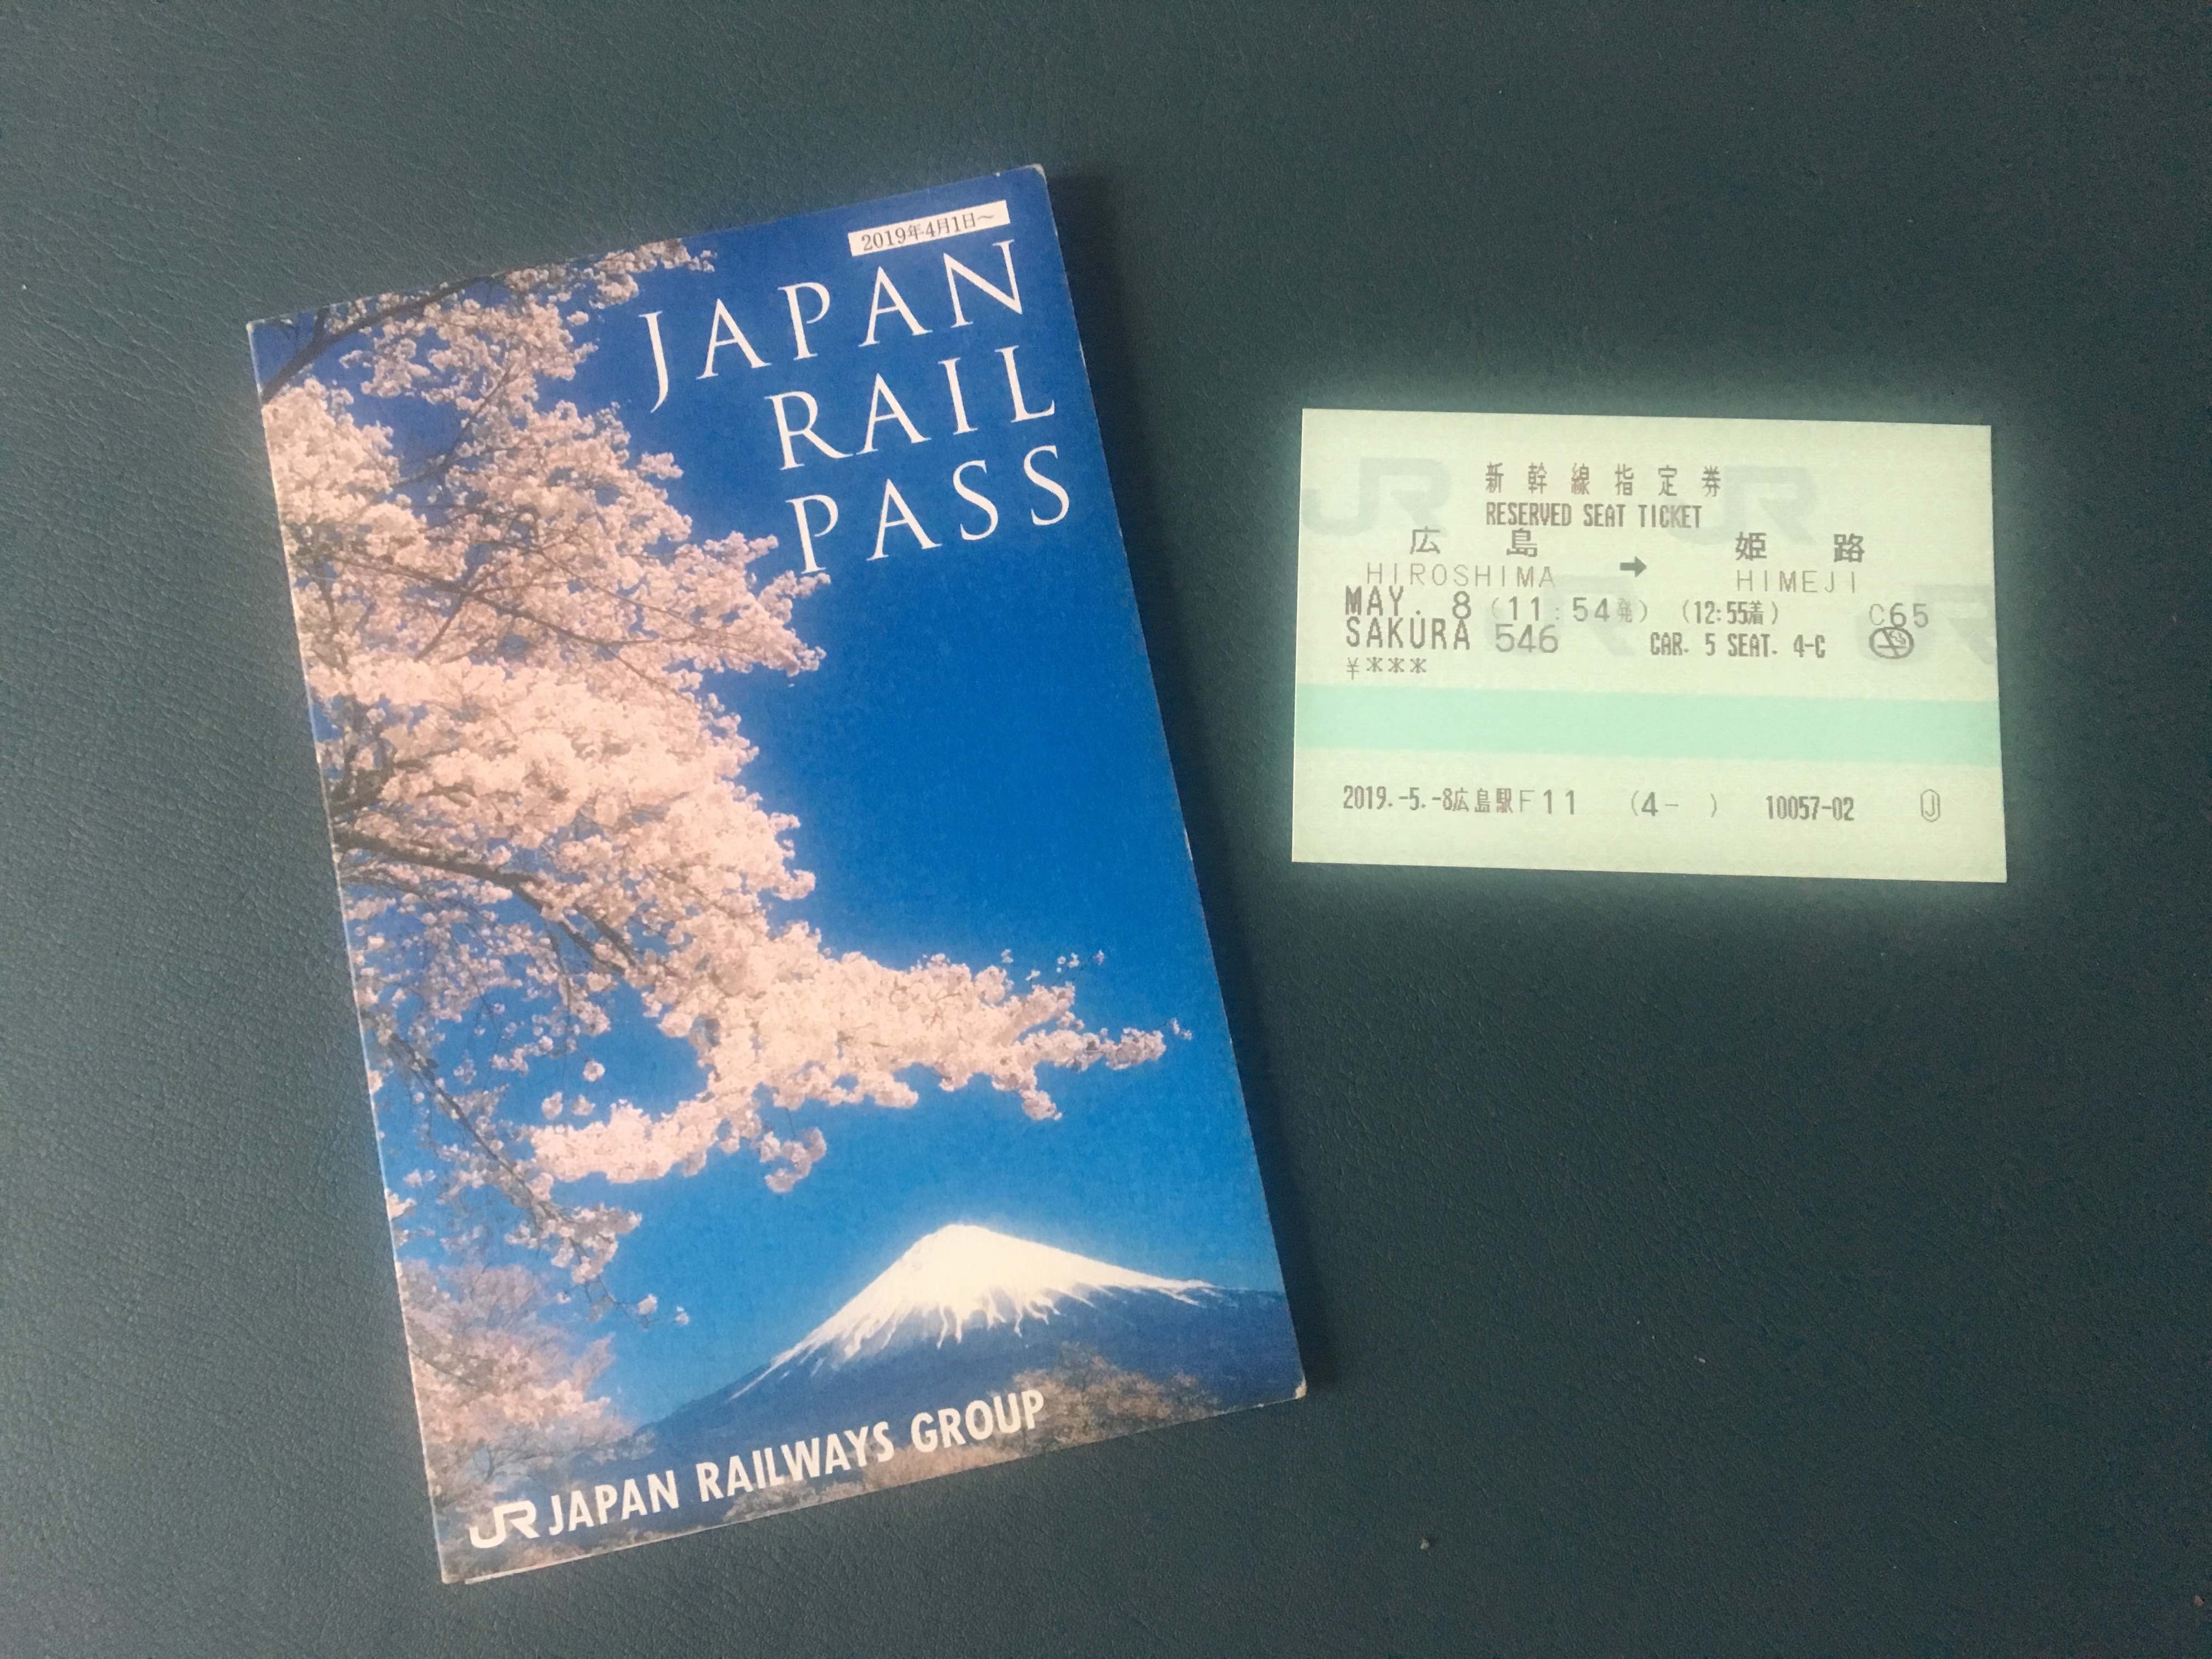 2019年4月1日～
JAPAN
RAIL
PASS
JR JAPAN RAILWAYS GROUP
新幹線指定券
RESERVED SEAT TICKET
広島 → 姫路
HIROSHIMA HIMEJI
MAY. 8 (11:54発) (12:55着) C65
SAKURA 546 CAR. 5 SEAT. 4-C
¥***
2019.-5.-8広島駅F11 (4- ) 10057-02 Ⓙ